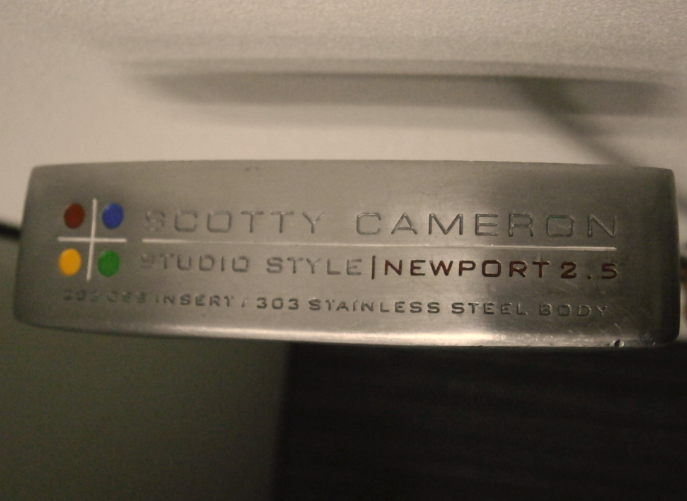 SCOTTY CAMERON
STUDIO STYLE | NEWPORT 2.5
INSERT / 303 STAINLESS STEEL BODY